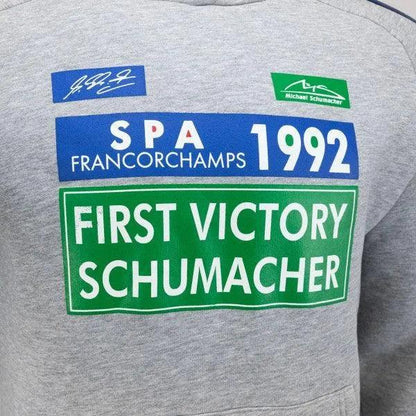 Michael Schumacher
SPA 1992
FRANCORCHAMPS
FIRST VICTORY
SCHUMACHER